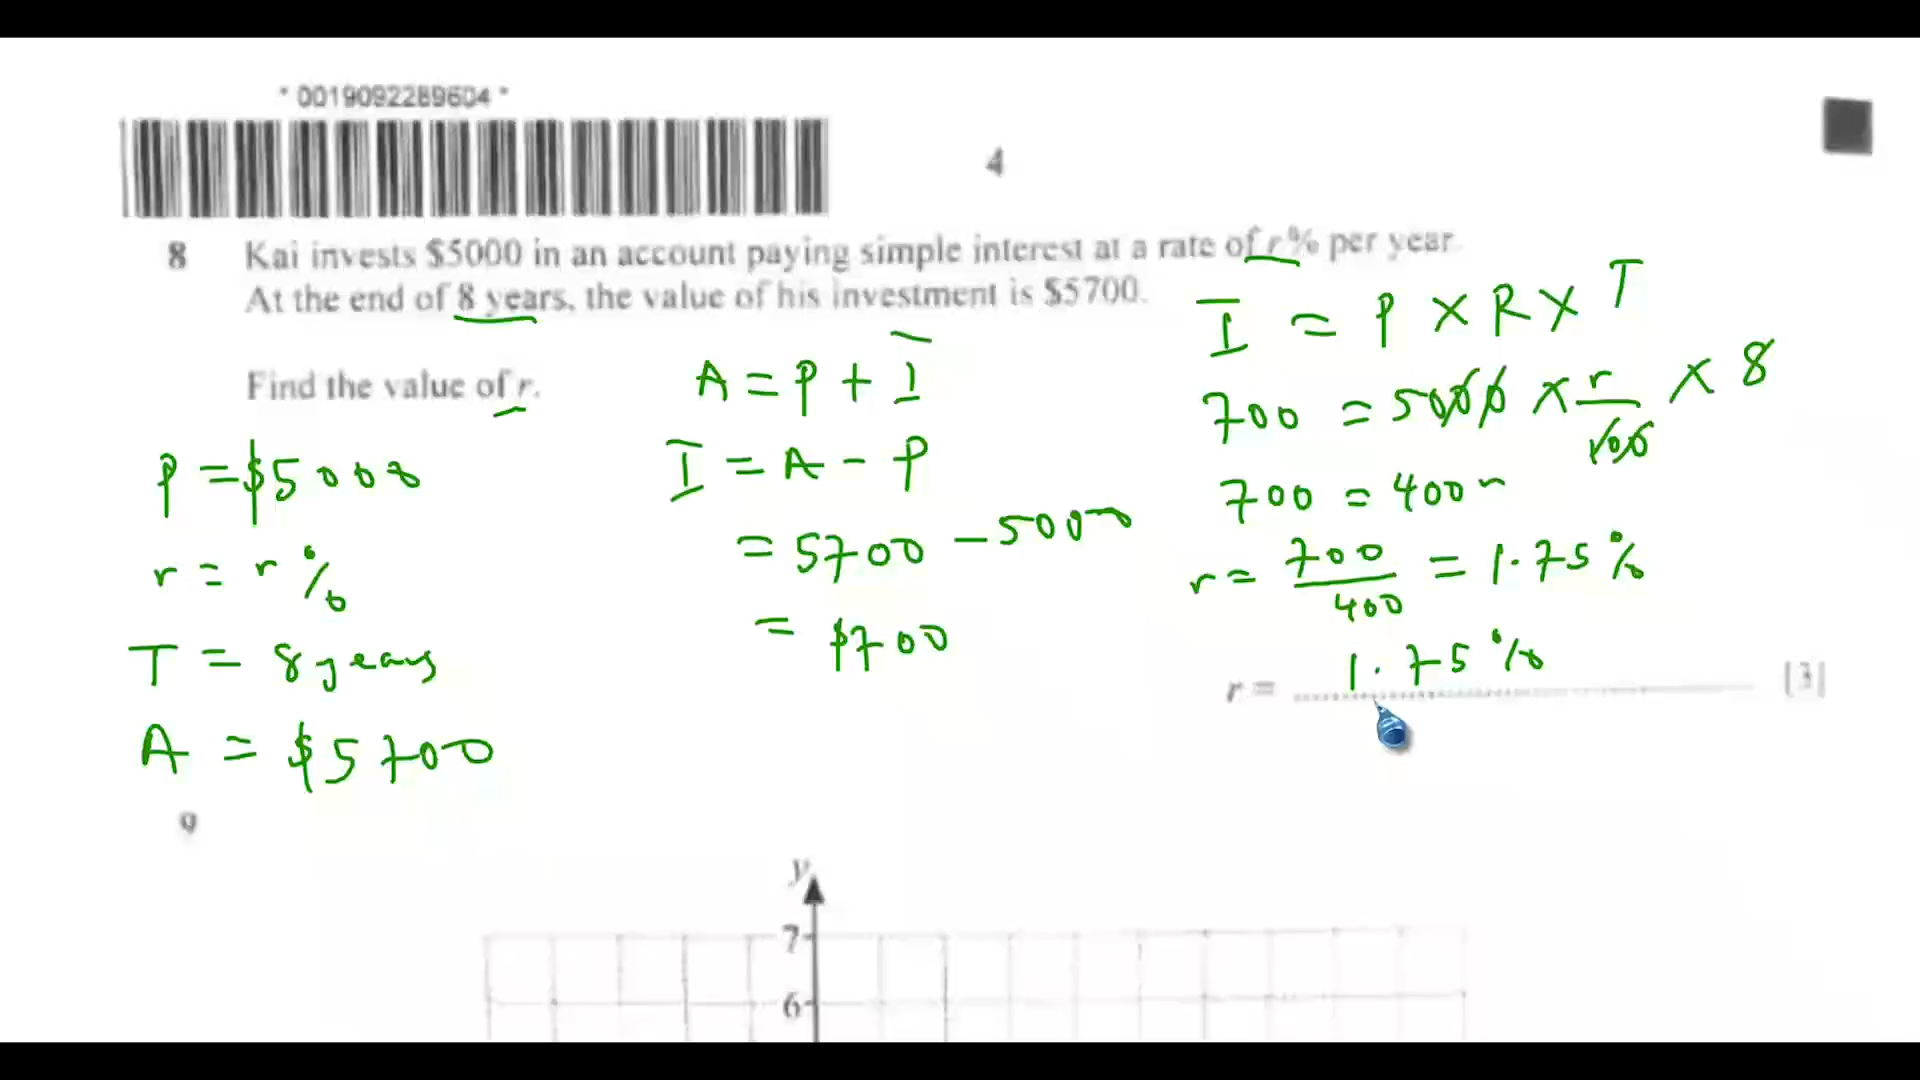 * 0019092289604 *
4
8 Kai invests $5000 in an account paying simple interest at a rate of r% per year.
At the end of 8 years, the value of his investment is $5700.
Find the value of r.
P = $5000
r = r%
T = 8 years
A = $5700
A = P + I
I = A - P
= 5700 - 5000
= $700
I = P × R × T
700 = 5000 × r/100 × 8
700 = 400r
r = 700/400 = 1.75%
r = 1.75% [3]
9
y
7
6